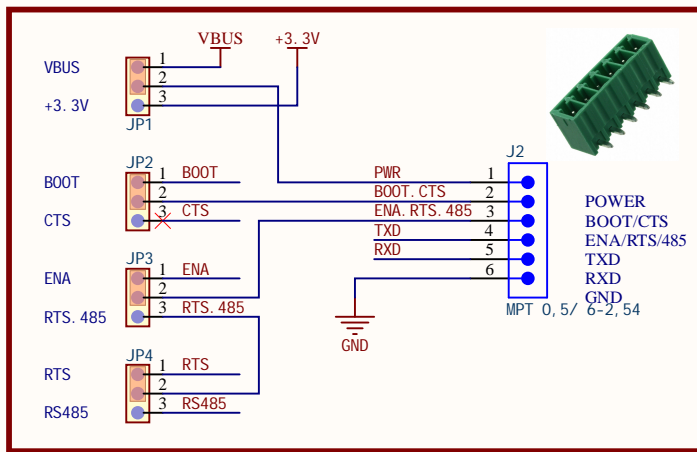 VBUS +3.3V
VBUS 1
2
+3.3V 3
JP1
JP2
BOOT 1 BOOT
2
CTS 3 CTS
JP3
ENA 1 ENA
2
RTS.485 3 RTS.485
JP4
RTS 1 RTS
2
RS485 3 RS485
J2
PWR 1
BOOT.CTS 2
ENA.RTS.485 3
TXD 4
RXD 5
6
GND
POWER
BOOT/CTS
ENA/RTS/485
TXD
RXD
GND
MPT 0,5/ 6-2,54